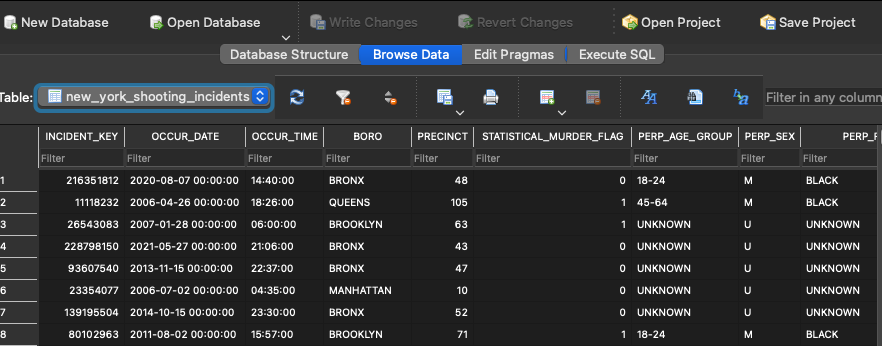 New Database Open Database Write Changes Revert Changes Open Project Save Project
Database Structure Browse Data Edit Pragmas Execute SQL
Table: new_york_shooting_incidents Filter in any column
INCIDENT_KEY OCCUR_DATE OCCUR_TIME BORO PRECINCT STATISTICAL_MURDER_FLAG PERP_AGE_GROUP PERP_SEX PERP_R
Filter Filter Filter Filter Filter Filter Filter Filter Filter
1 216351812 2020-08-07 00:00:00 14:40:00 BRONX 48 0 18-24 M BLACK
2 11118232 2006-04-26 00:00:00 18:26:00 QUEENS 105 1 45-64 M BLACK
3 26543083 2007-01-28 00:00:00 06:00:00 BROOKLYN 63 1 UNKNOWN U UNKNOWN
4 228798150 2021-05-27 00:00:00 21:06:00 BRONX 43 0 UNKNOWN U UNKNOWN
5 93607540 2013-11-15 00:00:00 22:37:00 BRONX 47 0 UNKNOWN U UNKNOWN
6 23354077 2006-07-02 00:00:00 04:35:00 MANHATTAN 10 0 UNKNOWN U UNKNOWN
7 139195504 2014-10-15 00:00:00 23:30:00 BRONX 52 0 UNKNOWN U UNKNOWN
8 80102963 2011-08-02 00:00:00 15:57:00 BROOKLYN 71 1 18-24 M BLACK